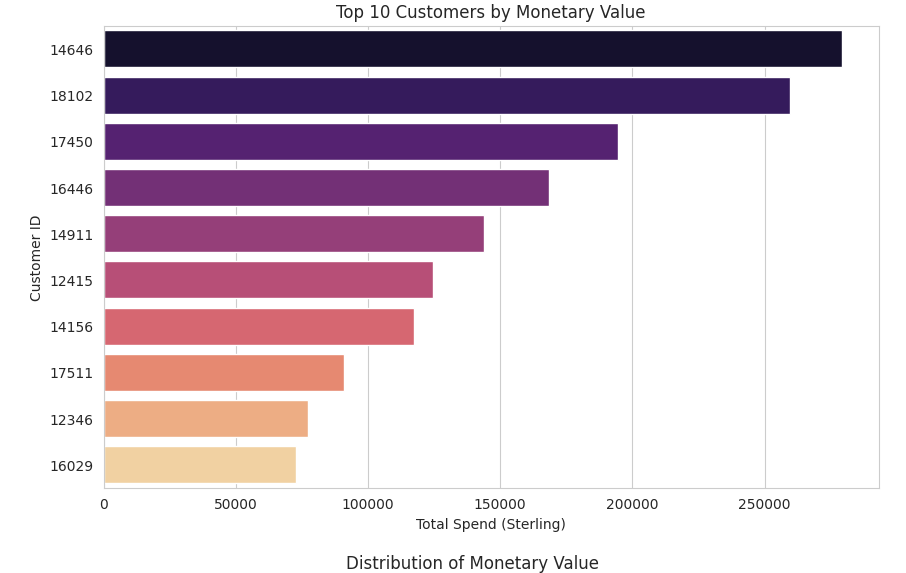 Top 10 Customers by Monetary Value
14646
18102
17450
16446
14911
12415
14156
17511
12346
16029
Customer ID
0 50000 100000 150000 200000 250000
Total Spend (Sterling)
Distribution of Monetary Value